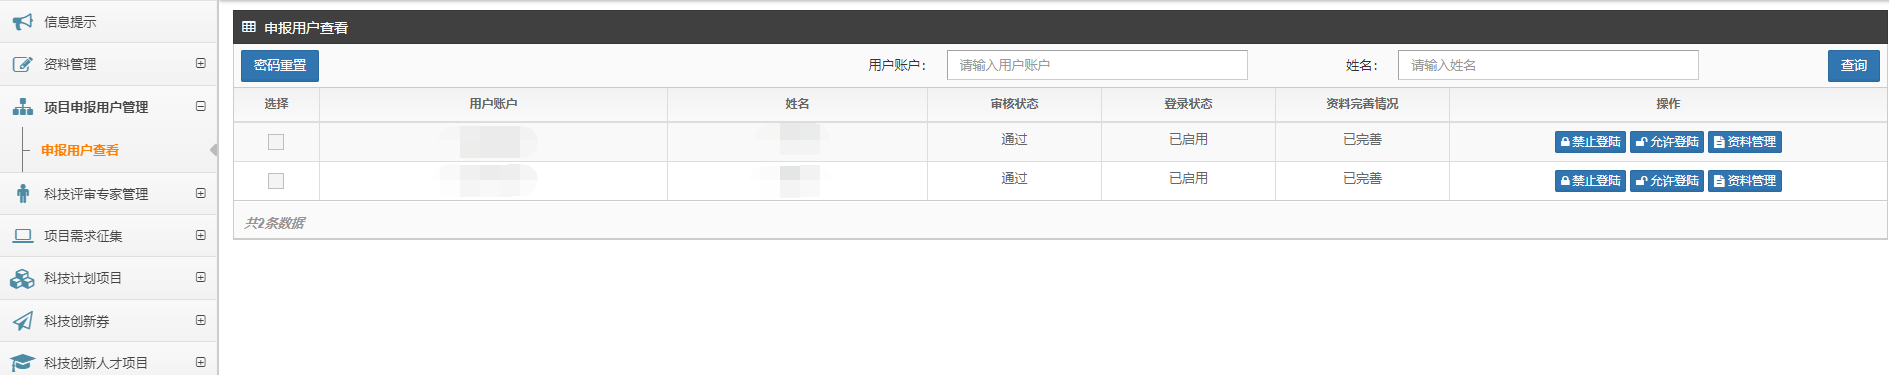 信息提示
资料管理
项目申报用户管理
申报用户查看
科技评审专家管理
项目需求征集
科技计划项目
科技创新券
科技创新人才项目
申报用户查看
密码重置 用户账户： 请输入用户账户 姓名： 请输入姓名 查询
选择 用户账户 姓名 审核状态 登录状态 资料完善情况 操作
通过 已启用 已完善 禁止登陆 允许登陆 资料管理
通过 已启用 已完善 禁止登陆 允许登陆 资料管理
共2条数据